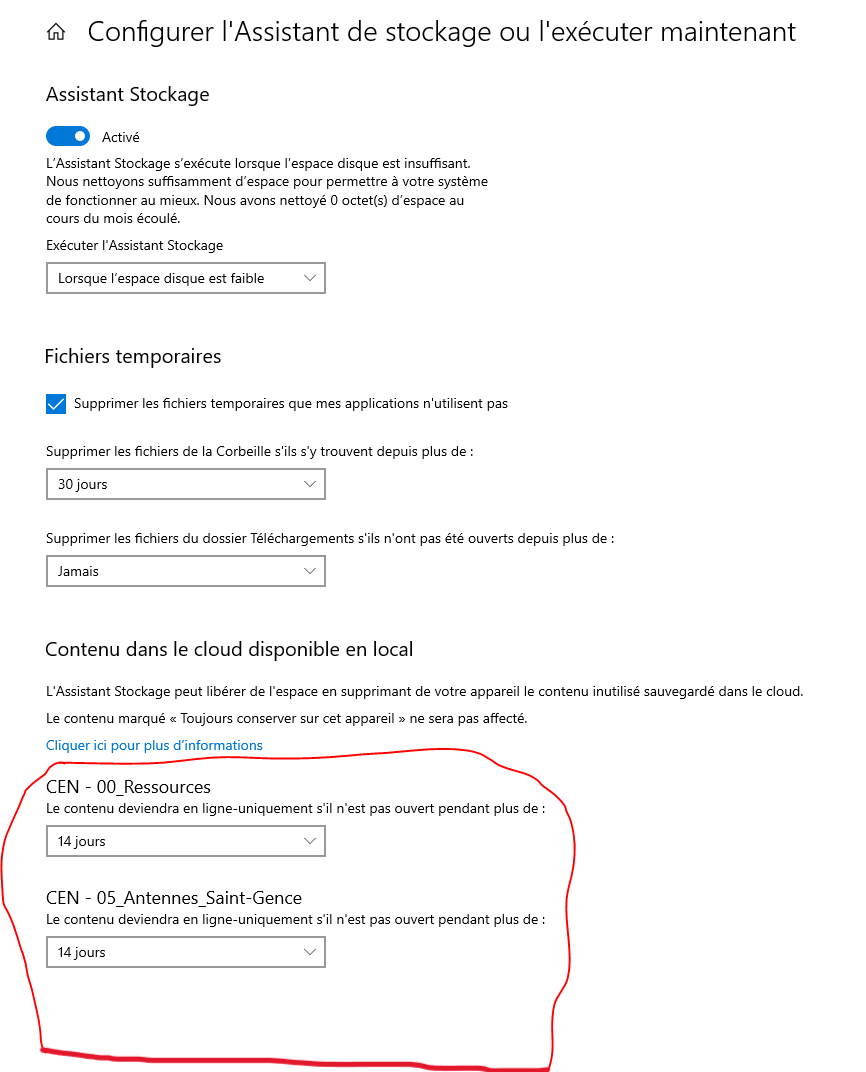 Configurer l'Assistant de stockage ou l'exécuter maintenant
Assistant Stockage
Activé
L’Assistant Stockage s’exécute lorsque l’espace disque est insuffisant.
Nous nettoyons suffisamment d’espace pour permettre à votre système
de fonctionner au mieux. Nous avons nettoyé 0 octet(s) d’espace au
cours du mois écoulé.
Exécuter l'Assistant Stockage
Lorsque l’espace disque est faible
Fichiers temporaires
Supprimer les fichiers temporaires que mes applications n'utilisent pas
Supprimer les fichiers de la Corbeille s'ils s'y trouvent depuis plus de :
30 jours
Supprimer les fichiers du dossier Téléchargements s'ils n'ont pas été ouverts depuis plus de :
Jamais
Contenu dans le cloud disponible en local
L'Assistant Stockage peut libérer de l'espace en supprimant de votre appareil le contenu inutilisé sauvegardé dans le cloud.
Le contenu marqué « Toujours conserver sur cet appareil » ne sera pas affecté.
Cliquer ici pour plus d’informations
CEN - 00_Ressources
Le contenu deviendra en ligne-uniquement s'il n'est pas ouvert pendant plus de :
14 jours
CEN - 05_Antennes_Saint-Gence
Le contenu deviendra en ligne-uniquement s'il n'est pas ouvert pendant plus de :
14 jours